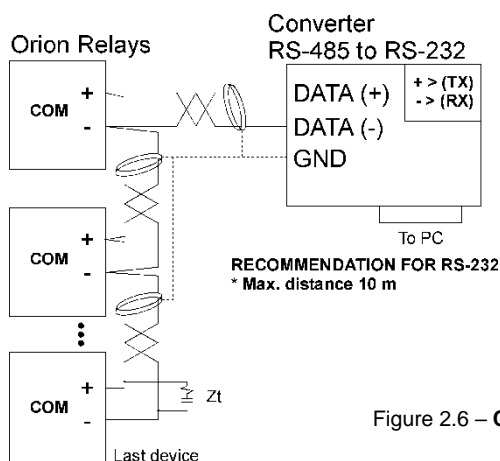 Orion Relays
Converter
RS-485 to RS-232
COM
+
-
DATA (+)
DATA (-)
GND
+ > (TX)
- > (RX)
To PC
RECOMMENDATION FOR RS-232
* Max. distance 10 m
COM
+
-
COM
+
-
Zt
Last device
Figure 2.6 –